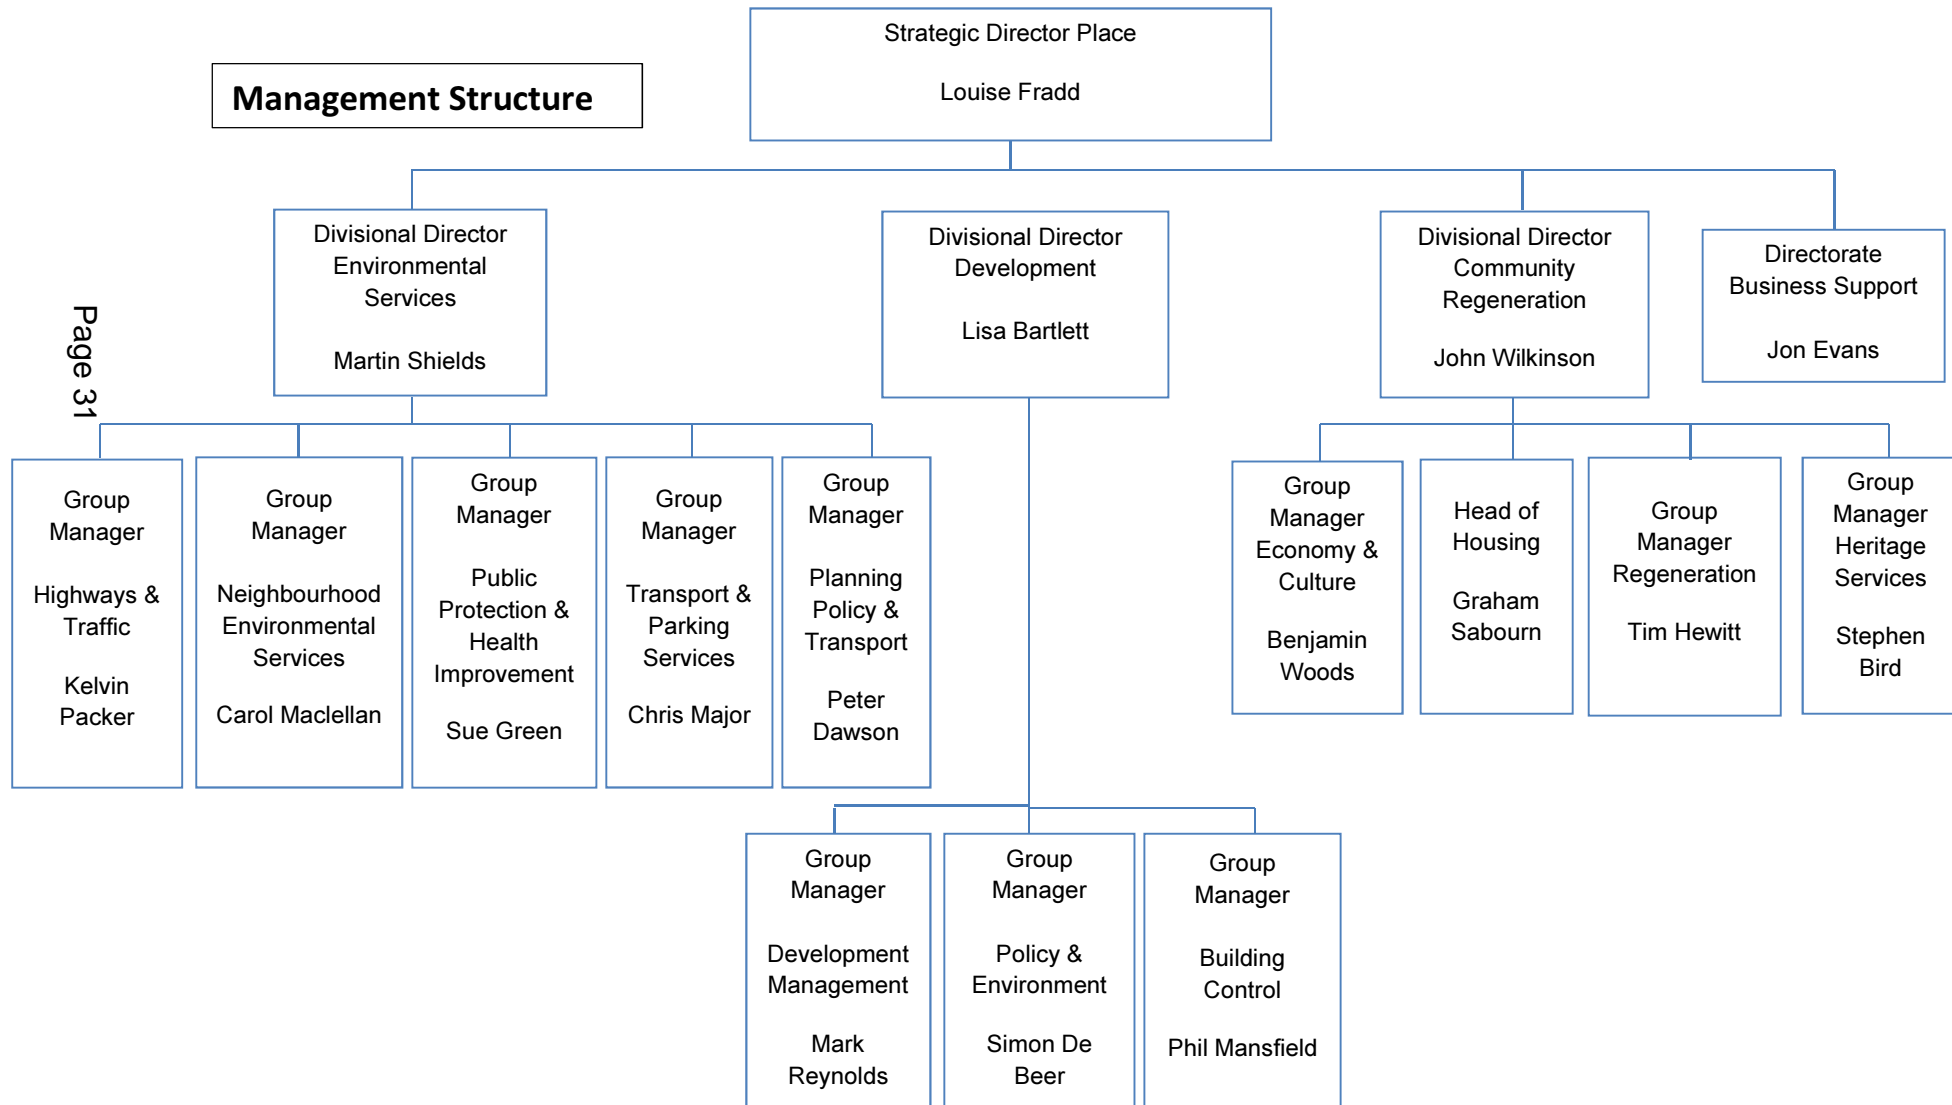 Strategic Director Place
Louise Fradd
Management Structure
Divisional Director
Environmental
Services
Martin Shields
Divisional Director
Development
Lisa Bartlett
Divisional Director
Community
Regeneration
John Wilkinson
Directorate
Business Support
Jon Evans
Page 31
Group
Manager
Highways &
Traffic
Kelvin
Packer
Group
Manager
Neighbourhood
Environmental
Services
Carol Maclellan
Group
Manager
Public
Protection &
Health
Improvement
Sue Green
Group
Manager
Transport &
Parking
Services
Chris Major
Group
Manager
Planning
Policy &
Transport
Peter
Dawson
Group
Manager
Economy &
Culture
Benjamin
Woods
Head of
Housing
Graham
Sabourn
Group
Manager
Regeneration
Tim Hewitt
Group
Manager
Heritage
Services
Stephen
Bird
Group
Manager
Development
Management
Mark
Reynolds
Group
Manager
Policy &
Environment
Simon De
Beer
Group
Manager
Building
Control
Phil Mansfield